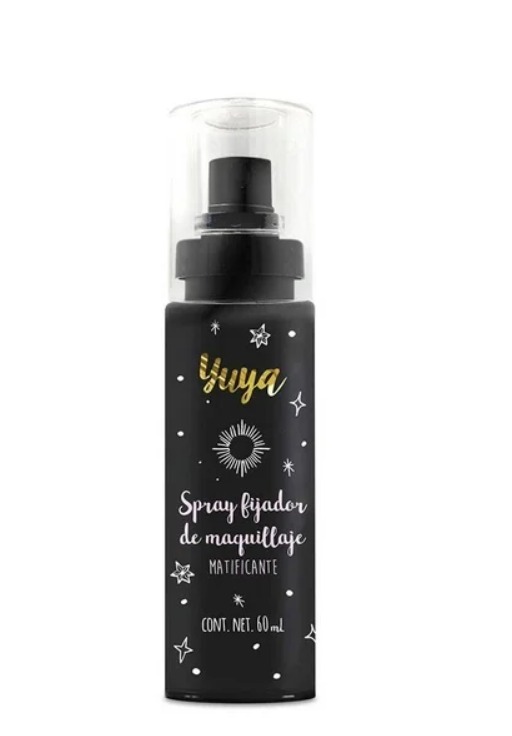 Yuya
Spray fijador
de maquillaje
MATIFICANTE
CONT. NET. 60 mL